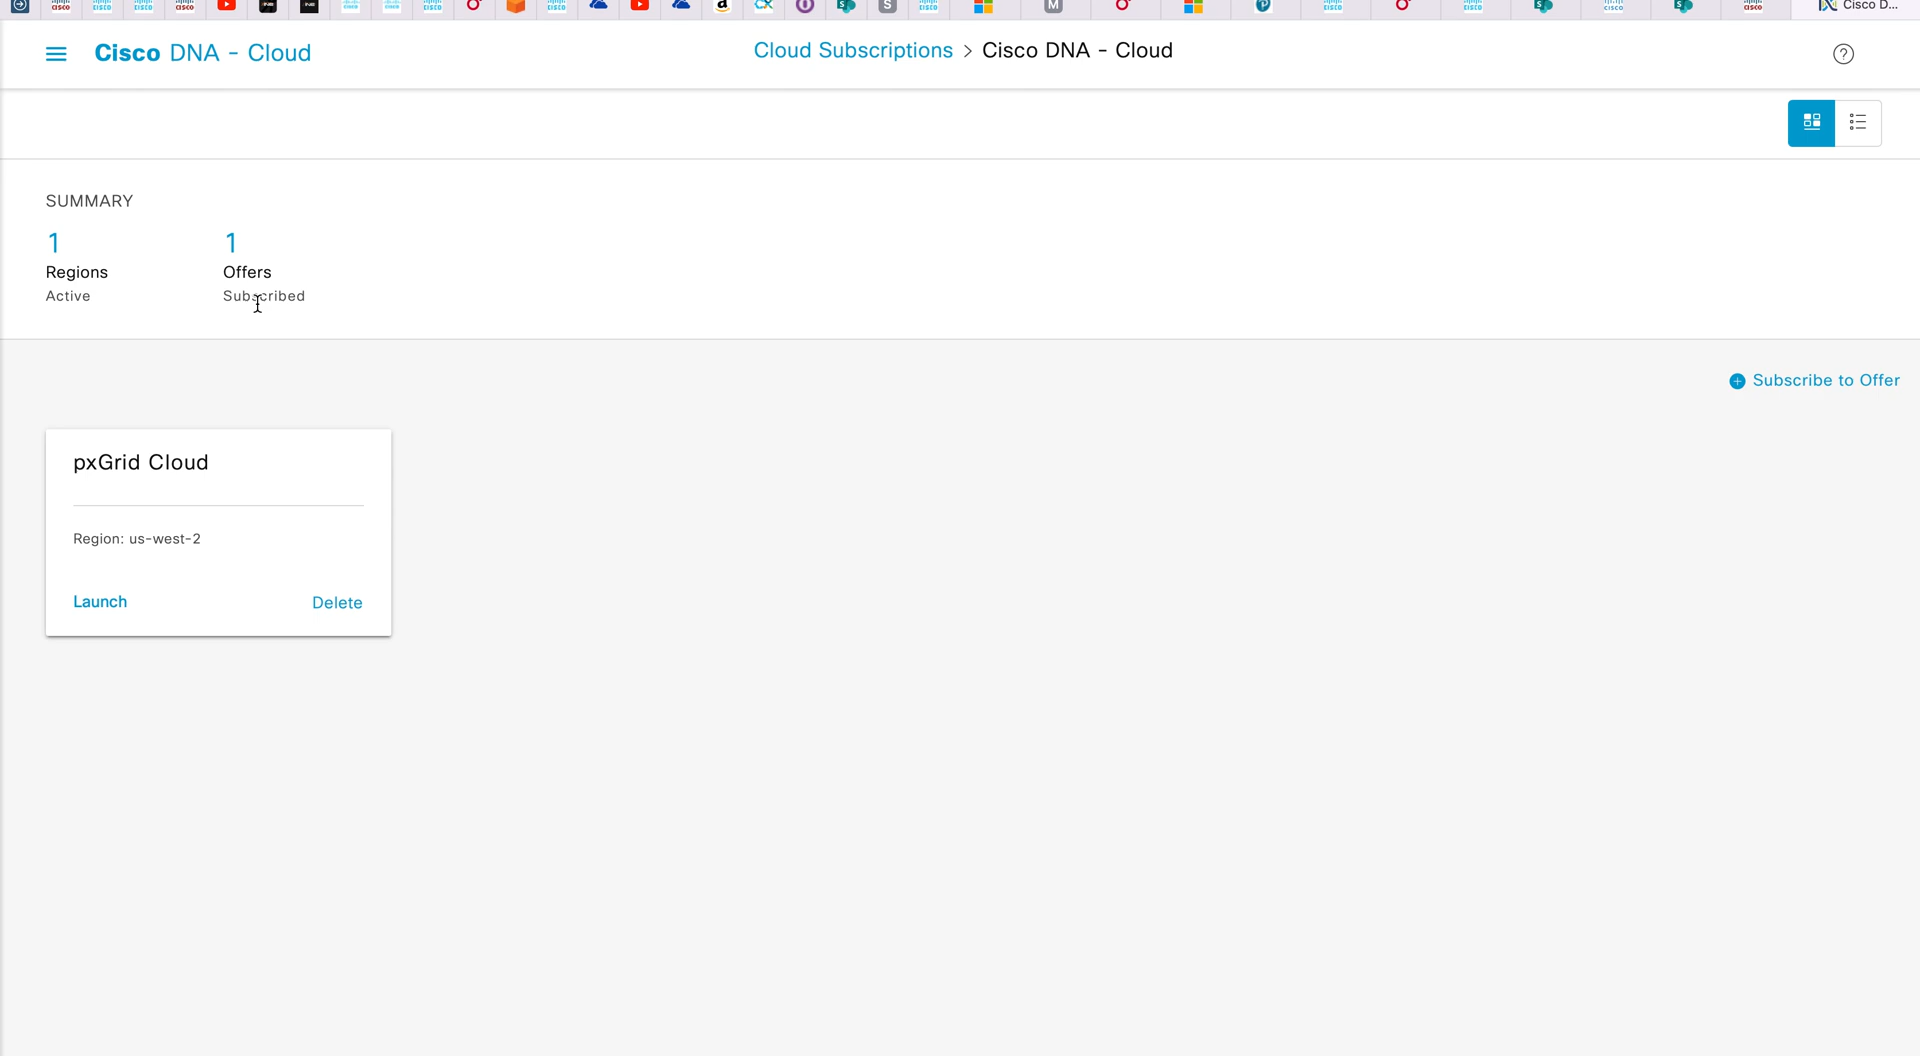 Cisco D...
Cisco DNA - Cloud
Cloud Subscriptions > Cisco DNA - Cloud
SUMMARY
1 1
Regions Offers
Active Subscribed
Subscribe to Offer
pxGrid Cloud
Region: us-west-2
Launch Delete